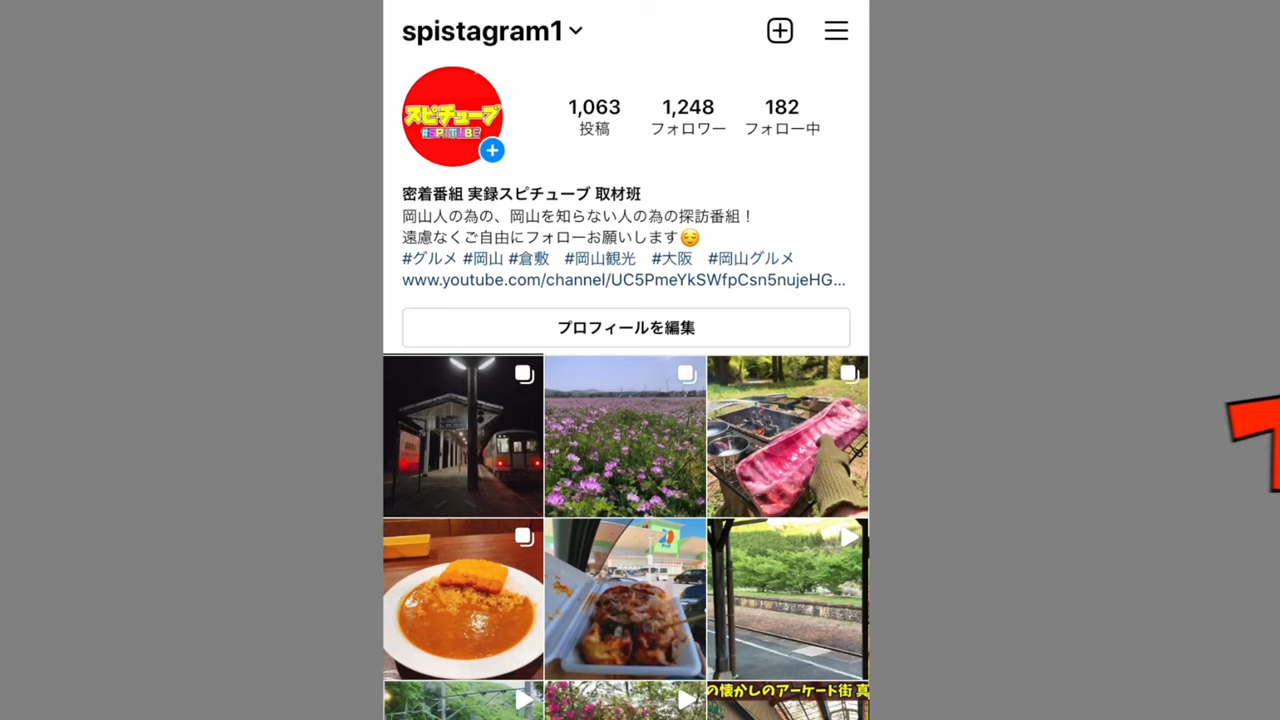 spistagram1
スピチューブ
#SPITUBE
1,063
投稿
1,248
フォロワー
182
フォロー中
密着番組 実録スピチューブ 取材班
岡山人の為の、岡山を知らない人の為の探訪番組！
遠慮なくご自由にフォローお願いします😌
#グルメ #岡山 #倉敷　#岡山観光　#大阪　#岡山グルメ
www.youtube.com/channel/UC5PmeYkSWfpCsn5nujeHG...
プロフィールを編集
の懐かしのアーケード街 真